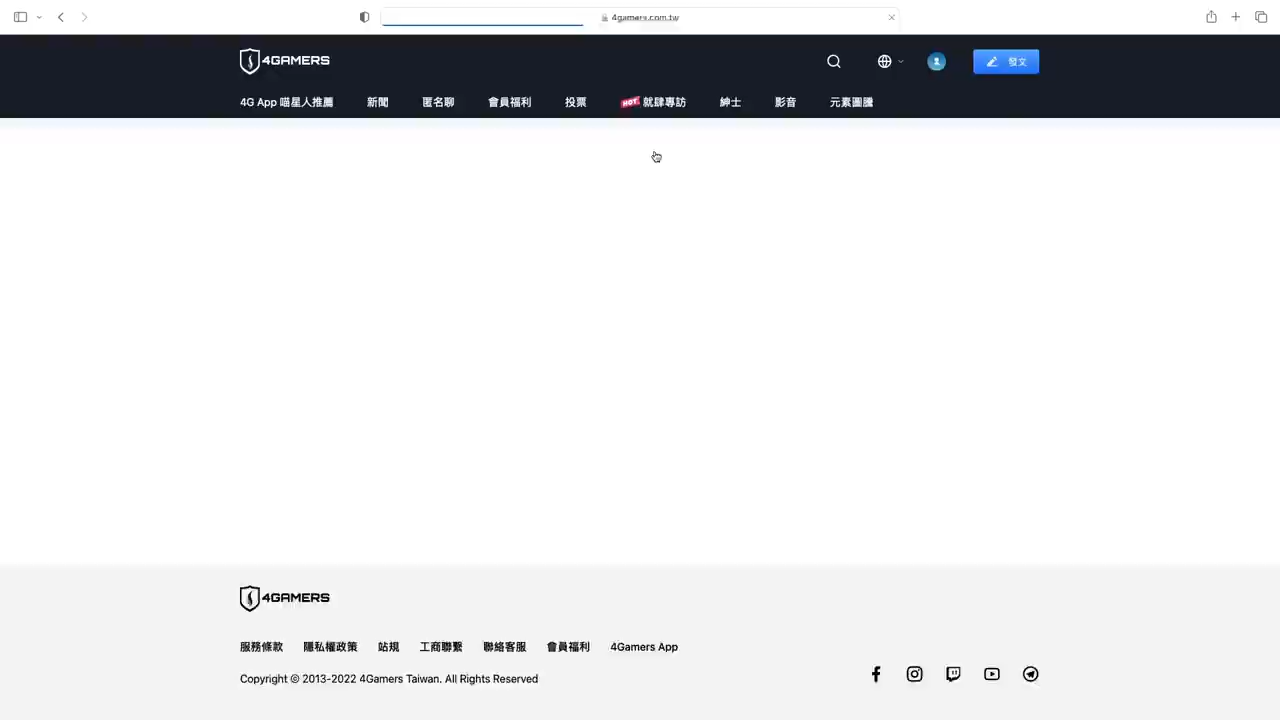 4gamers.com.tw
4GAMERS
發文
4G App 喵星人推薦 新聞 匿名聊 會員福利 投票 HOT 就肆專訪 紳士 影音 元素圖騰
4GAMERS
服務條款 隱私權政策 站規 工商聯繫 聯絡客服 會員福利 4Gamers App
Copyright © 2013-2022 4Gamers Taiwan. All Rights Reserved